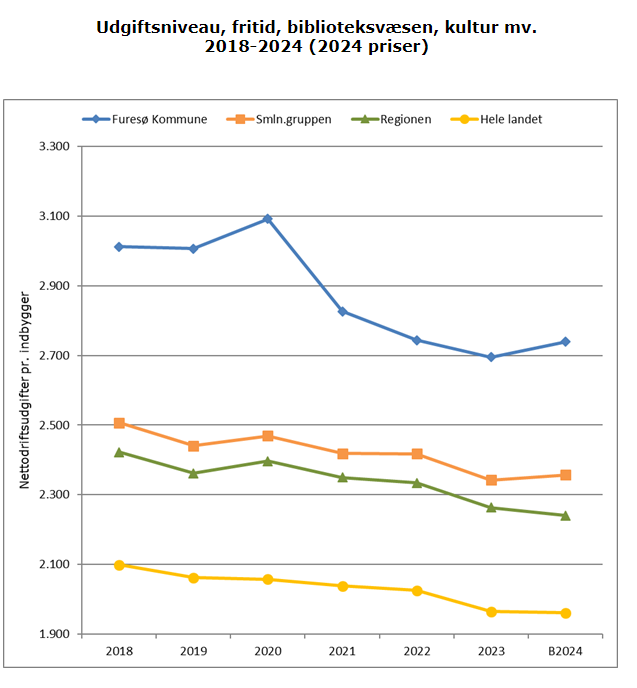 Udgiftsniveau, fritid, biblioteksvæsen, kultur mv.
2018-2024 (2024 priser)
Furesø Kommune
Smln.gruppen
Regionen
Hele landet
Nettodriftsudgifter pr. indbygger
3.300
3.100
2.900
2.700
2.500
2.300
2.100
1.900
2018
2019
2020
2021
2022
2023
B2024